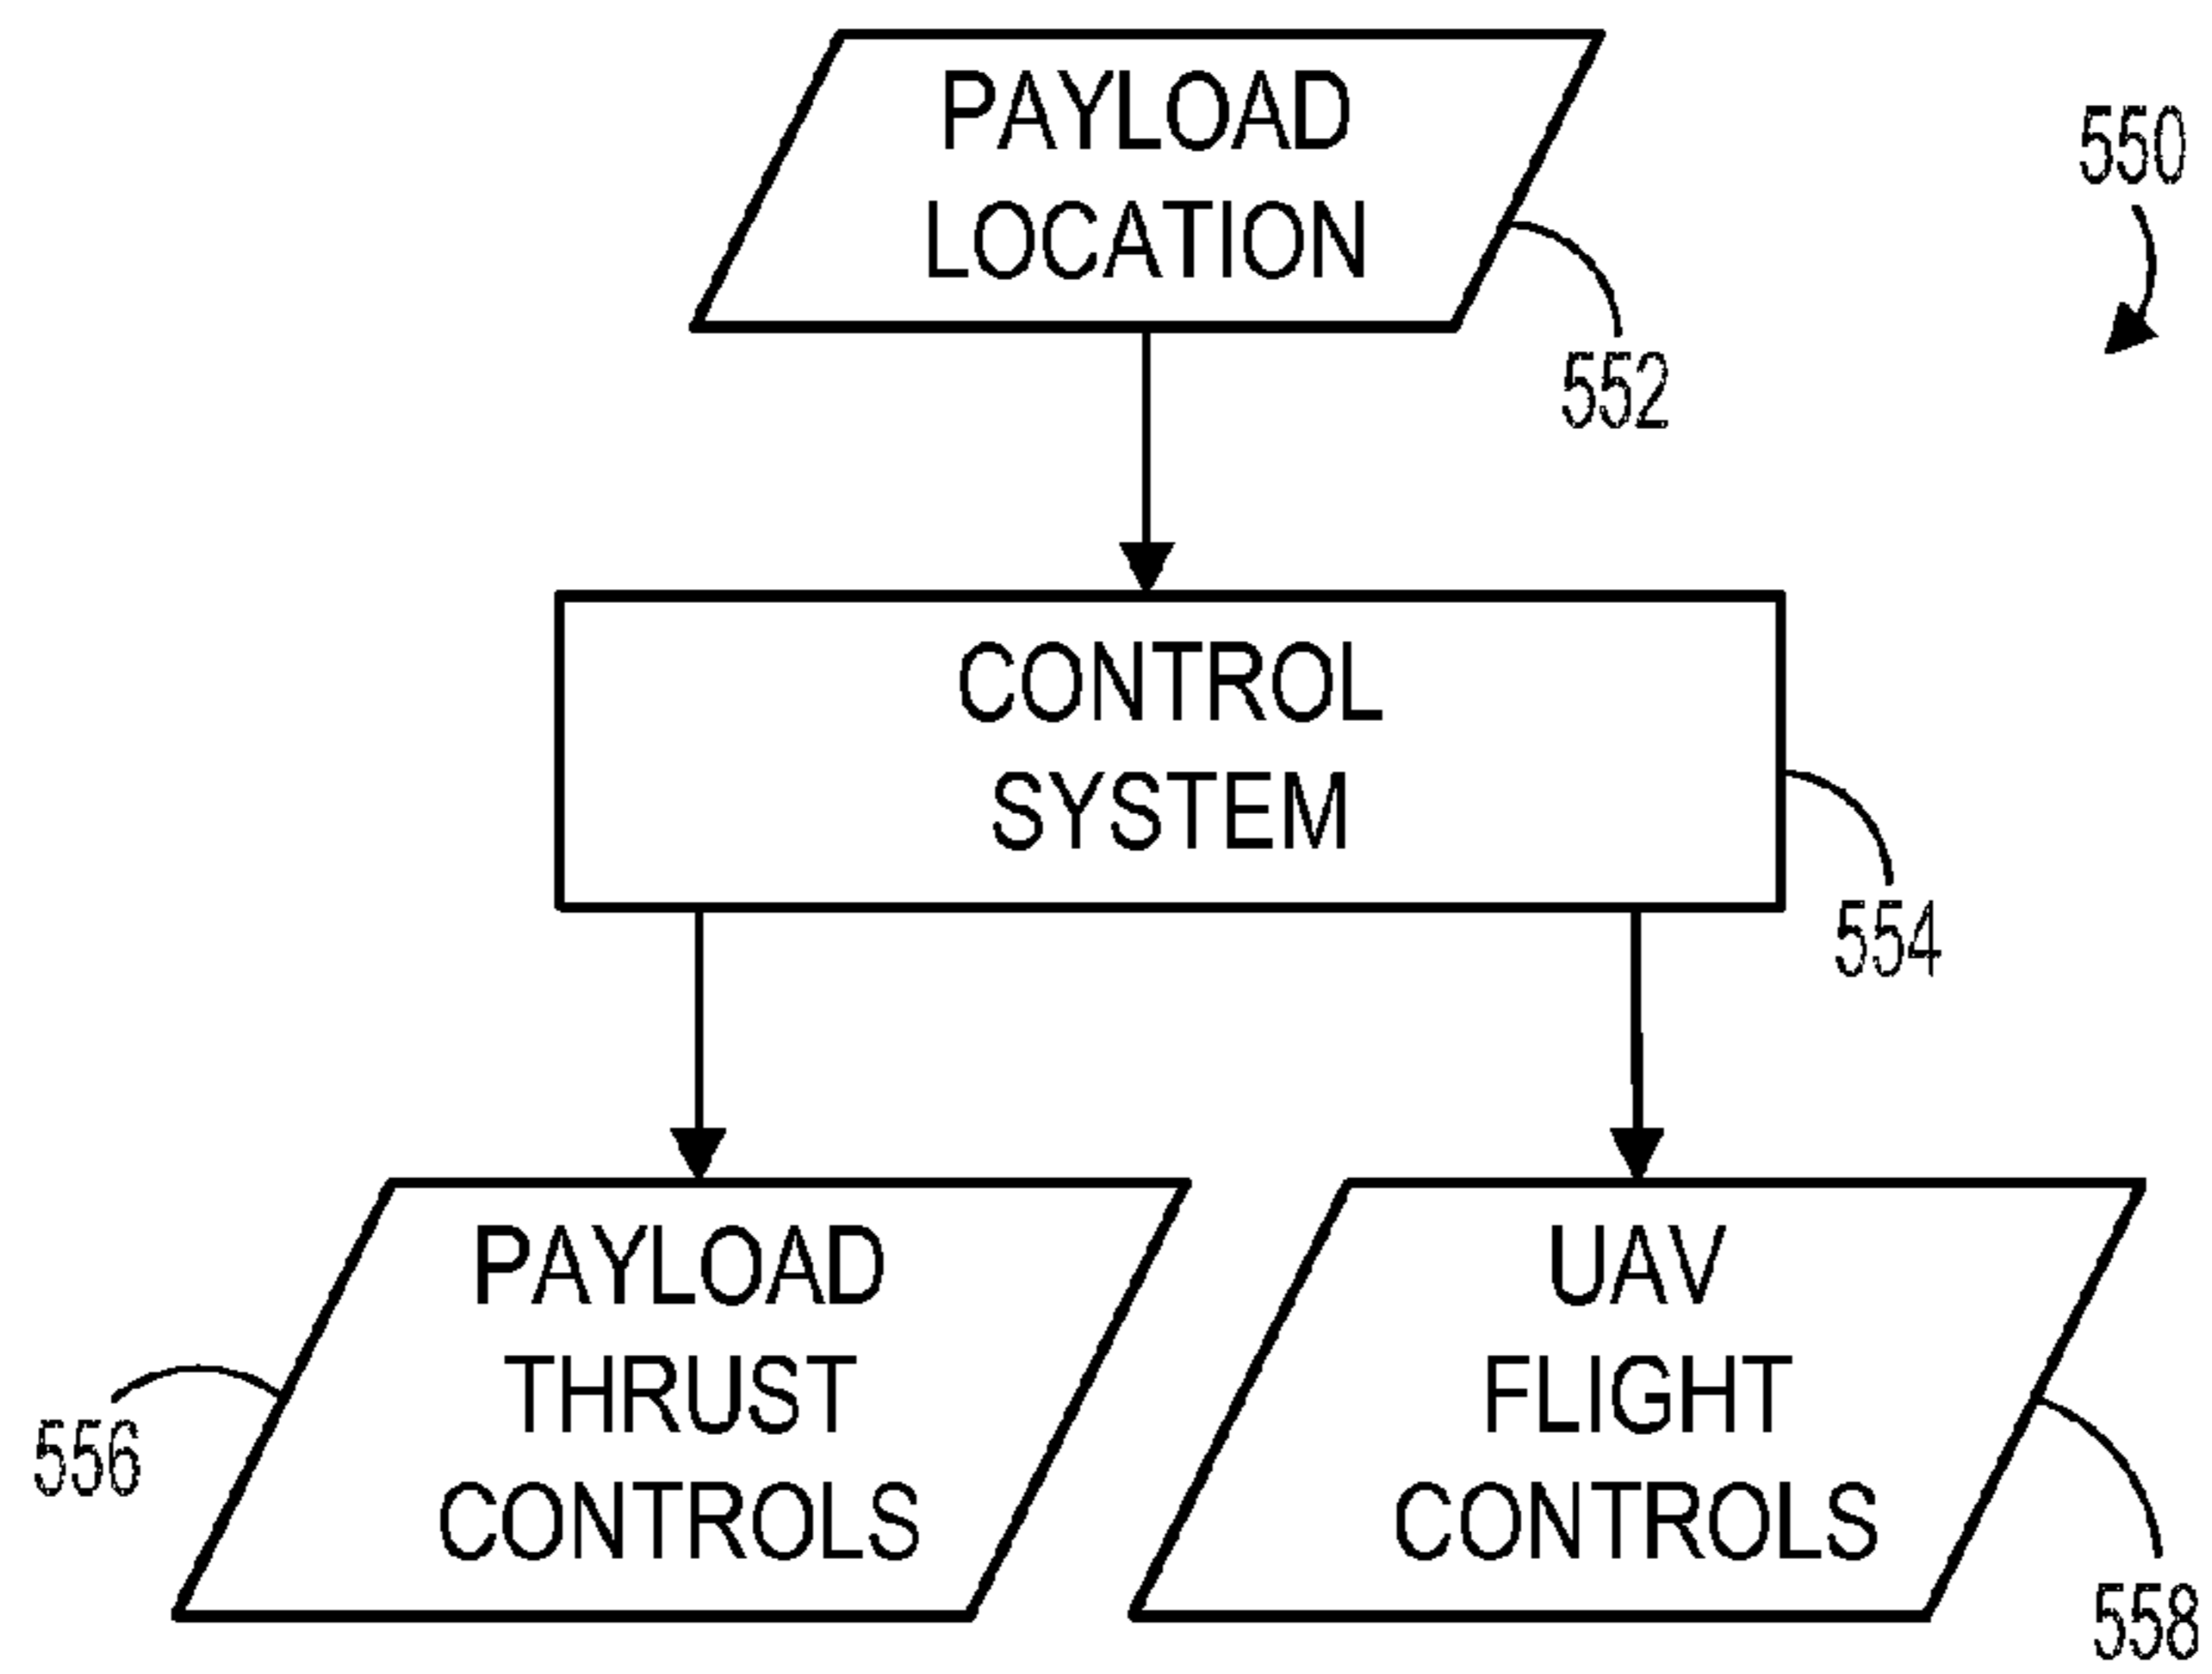 PAYLOAD
LOCATION
550
552
CONTROL
SYSTEM
554
PAYLOAD
THRUST
CONTROLS
556
UAV
FLIGHT
CONTROLS
558